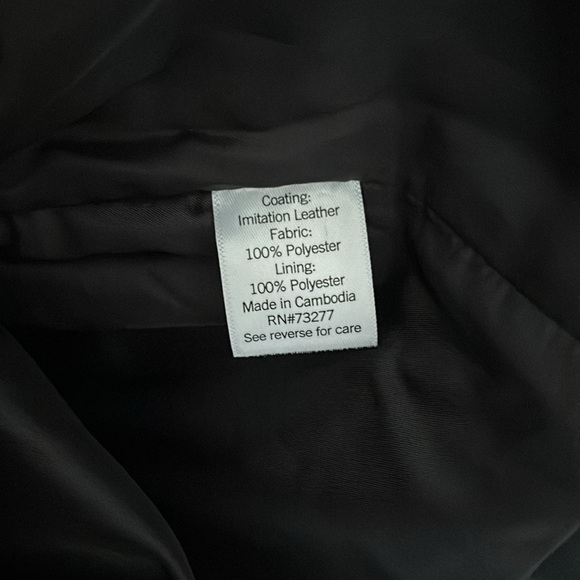 Coating:
Imitation Leather
Fabric:
100% Polyester
Lining:
100% Polyester
Made in Cambodia
RN#73277
See reverse for care